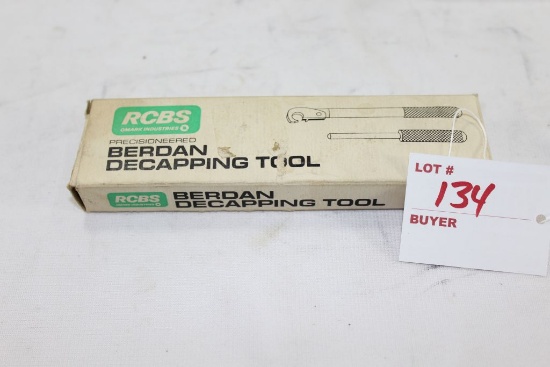 RCBS
OMARK INDUSTRIES
PRECISIONEERED
BERDAN
DECAPPING TOOL
RCBS
BERDAN
DECAPPING TOOL
LOT #
134
BUYER